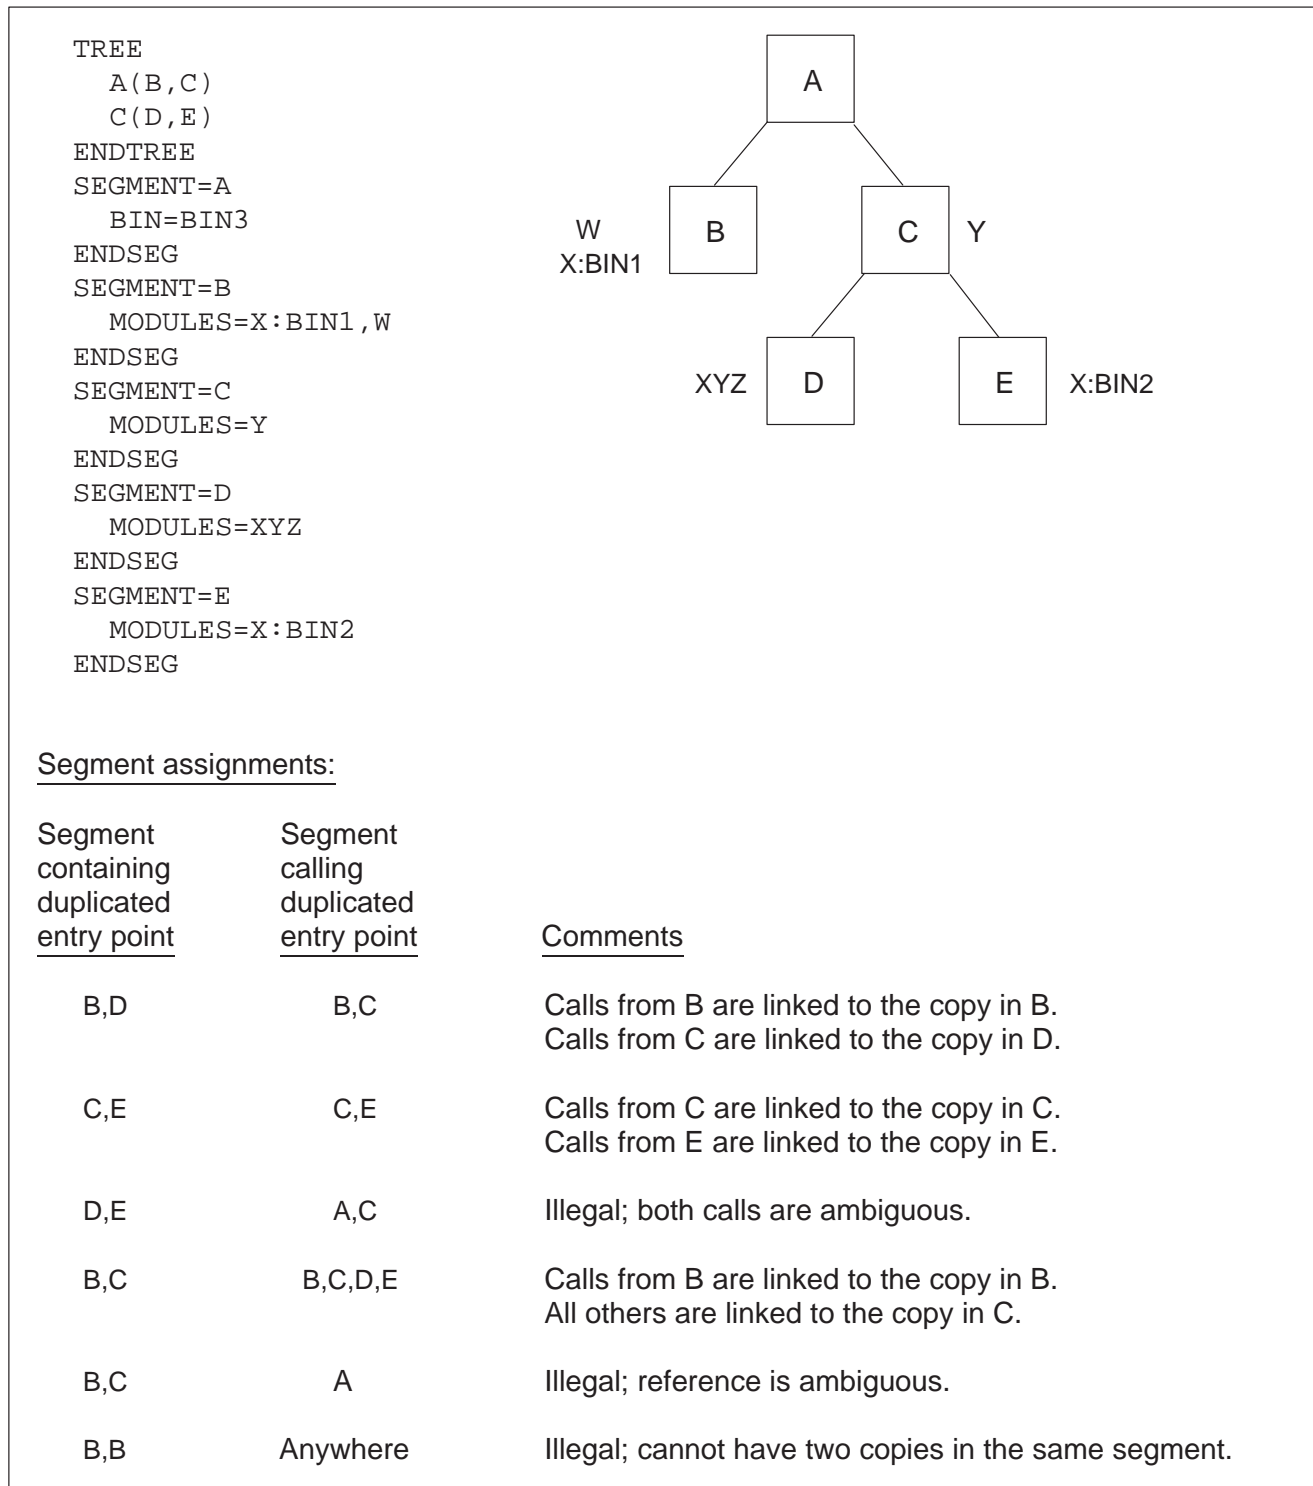 TREE
A(B,C)
C(D,E)
ENDTREE
SEGMENT=A
BIN=BIN3
ENDSEG
SEGMENT=B
MODULES=X:BIN1,W
ENDSEG
SEGMENT=C
MODULES=Y
ENDSEG
SEGMENT=D
MODULES=XYZ
ENDSEG
SEGMENT=E
MODULES=X:BIN2
ENDSEG
A
W
X:BIN1
B
C
Y
XYZ
D
E
X:BIN2
Segment assignments:
Segment
containing
duplicated
entry point
Segment
calling
duplicated
entry point
Comments
B,D
B,C
Calls from B are linked to the copy in B.
Calls from C are linked to the copy in D.
C,E
C,E
Calls from C are linked to the copy in C.
Calls from E are linked to the copy in E.
D,E
A,C
Illegal; both calls are ambiguous.
B,C
B,C,D,E
Calls from B are linked to the copy in B.
All others are linked to the copy in C.
B,C
A
Illegal; reference is ambiguous.
B,B
Anywhere
Illegal; cannot have two copies in the same segment.